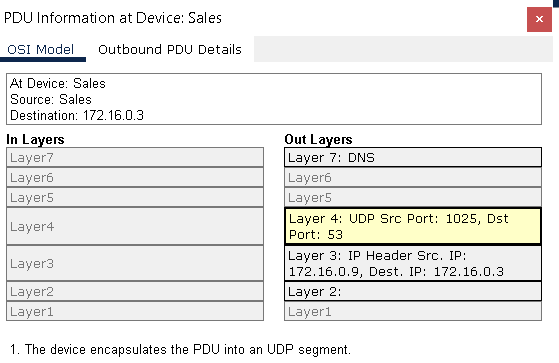 PDU Information at Device: Sales
OSI Model Outbound PDU Details
At Device: Sales
Source: Sales
Destination: 172.16.0.3
In Layers
Layer7
Layer6
Layer5
Layer4
Layer3
Layer2
Layer1
Out Layers
Layer 7: DNS
Layer6
Layer5
Layer 4: UDP Src Port: 1025, Dst
Port: 53
Layer 3: IP Header Src. IP:
172.16.0.9, Dest. IP: 172.16.0.3
Layer 2:
Layer1
1. The device encapsulates the PDU into an UDP segment.